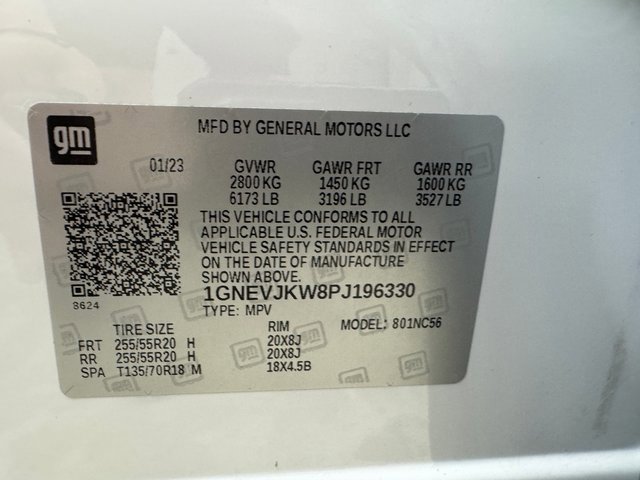 gm
MFD BY GENERAL MOTORS LLC
01/23 GVWR GAWR FRT GAWR RR
2800 KG 1450 KG 1600 KG
6173 LB 3196 LB 3527 LB
THIS VEHICLE CONFORMS TO ALL
APPLICABLE U.S. FEDERAL MOTOR
VEHICLE SAFETY STANDARDS IN EFFECT
ON THE DATE OF MANUFACTURE
SHOWN ABOVE.
3624
1GNEVJKW8PJ196330
TYPE: MPV
TIRE SIZE RIM MODEL: 801NC56
FRT 255/55R20 H 20X8J
RR 255/55R20 H 20X8J
SPA T135/70R18 M 18X4.5B